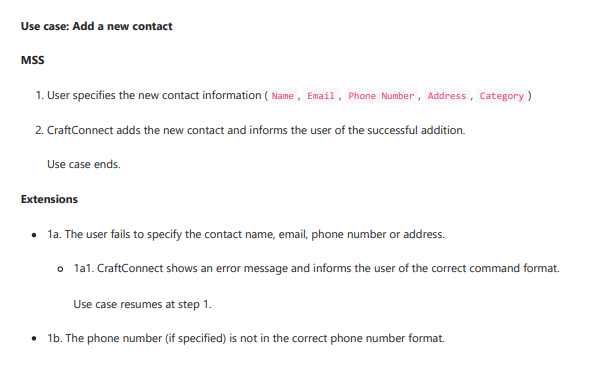 Use case: Add a new contact
MSS
1. User specifies the new contact information ( Name , Email , Phone Number , Address , Category )
2. CraftConnect adds the new contact and informs the user of the successful addition.
Use case ends.
Extensions
• 1a. The user fails to specify the contact name, email, phone number or address.
o 1a1. CraftConnect shows an error message and informs the user of the correct command format.
Use case resumes at step 1.
• 1b. The phone number (if specified) is not in the correct phone number format.